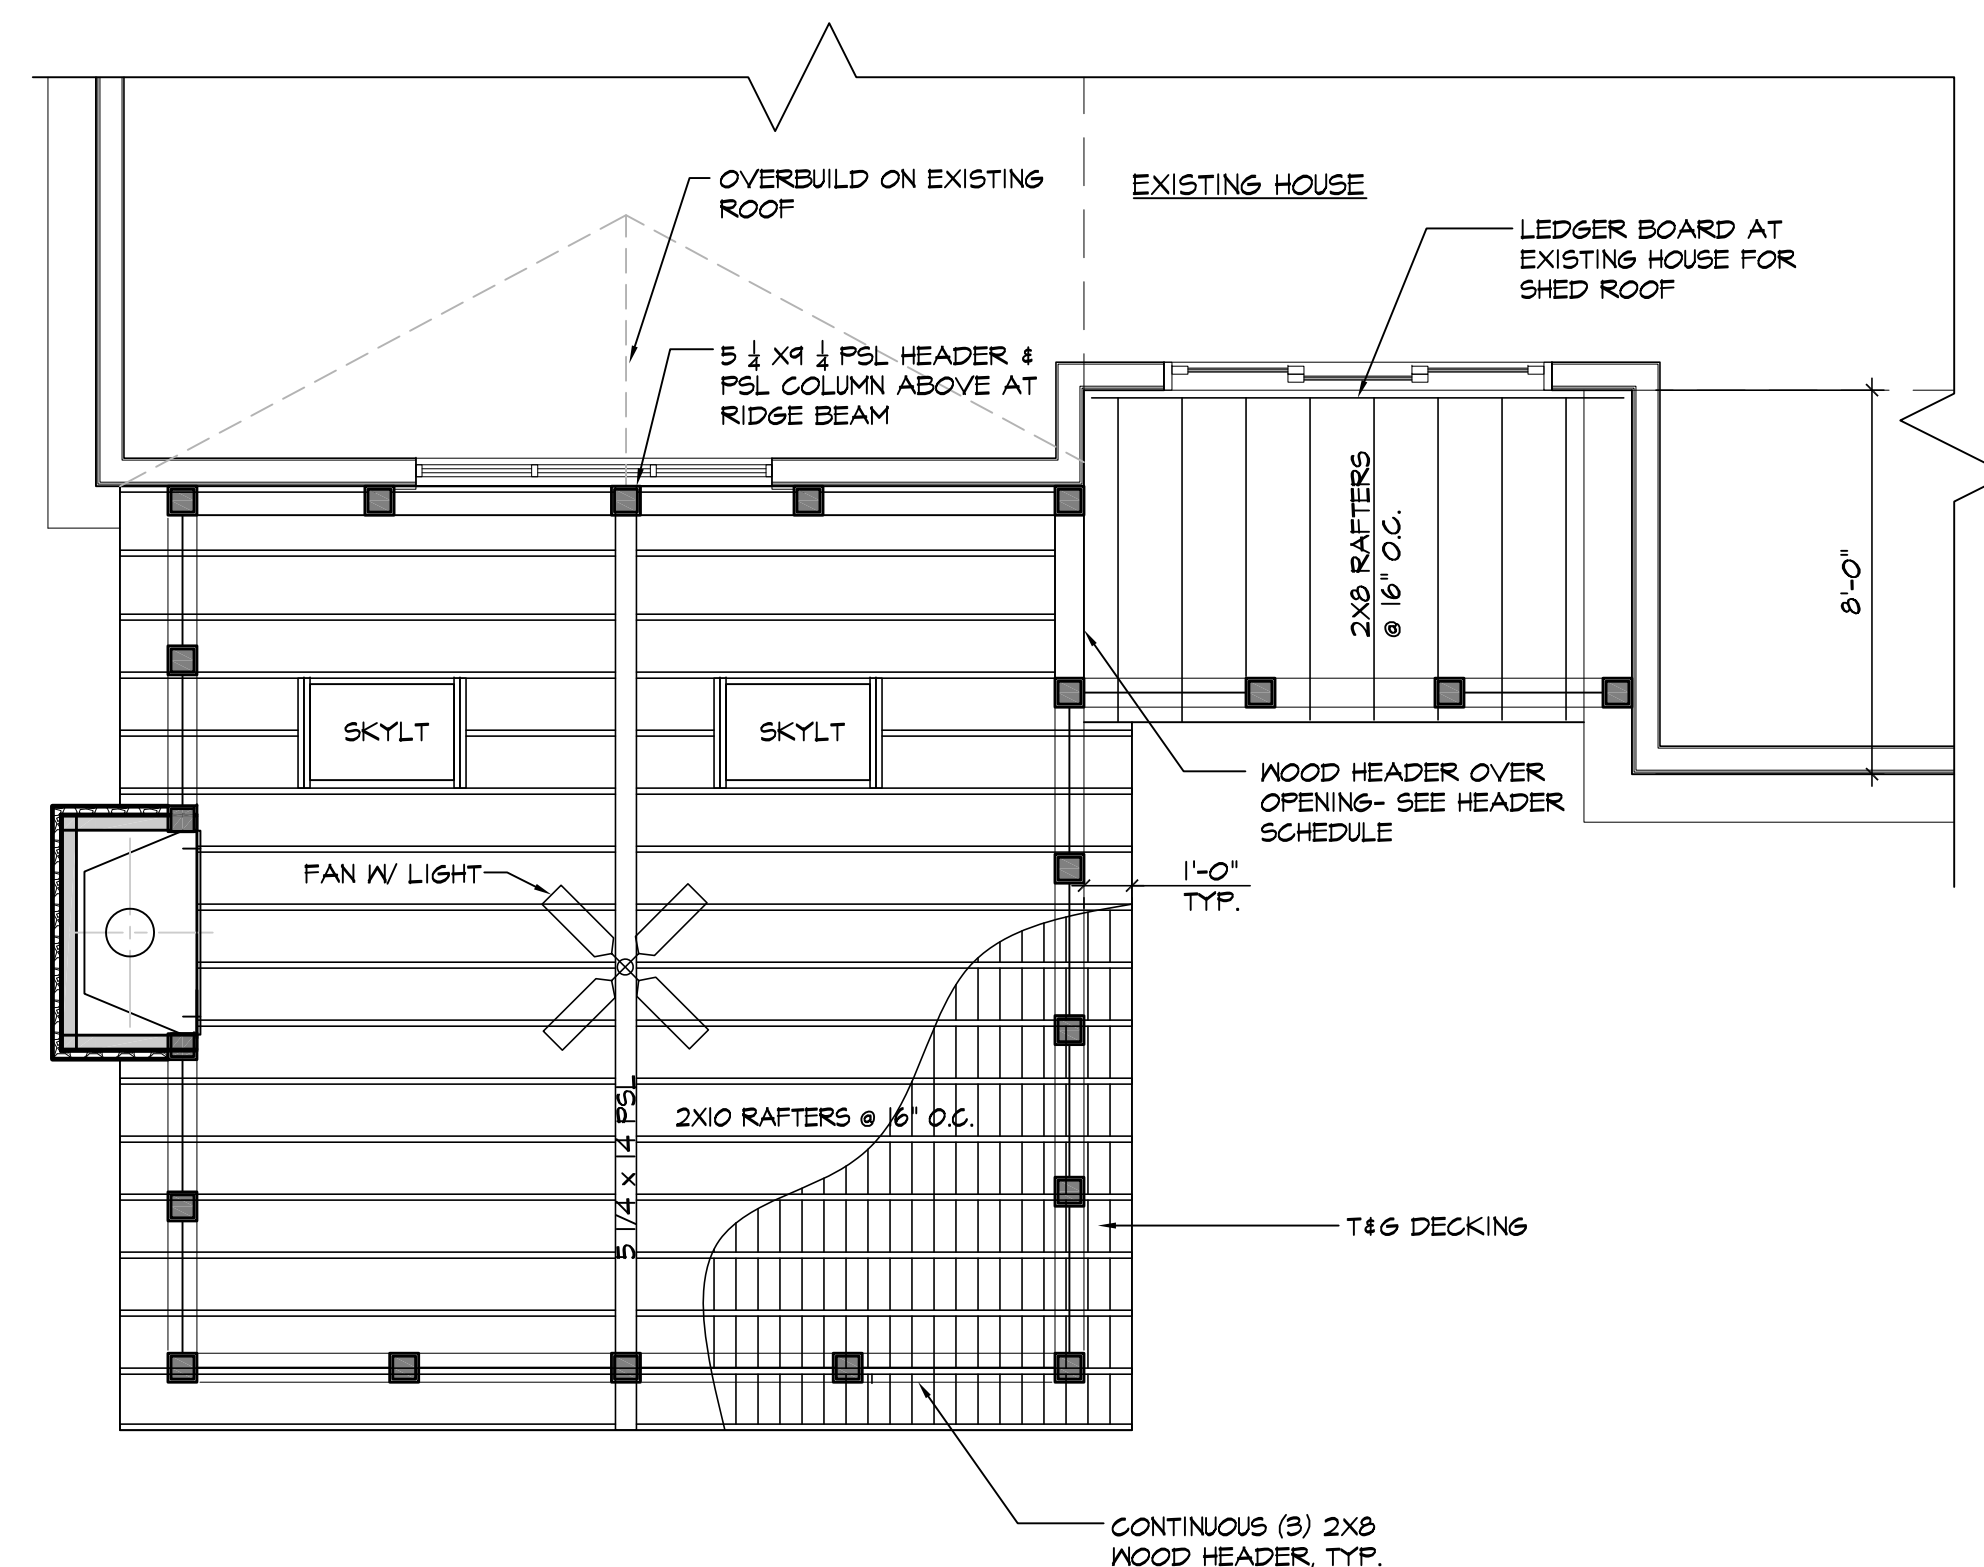 OVERBUILD ON EXISTING
ROOF
EXISTING HOUSE
LEDGER BOARD AT
EXISTING HOUSE FOR
SHED ROOF
5 1/4 X9 1/4 PSL HEADER &
PSL COLUMN ABOVE AT
RIDGE BEAM
2X8 RAFTERS
@ 16" O.C.
8'-0"
SKYLT
SKYLT
WOOD HEADER OVER
OPENING- SEE HEADER
SCHEDULE
FAN W/ LIGHT
1'-0"
TYP.
5 1/4 x 14 PSL
2X10 RAFTERS @ 16" O.C.
T&G DECKING
CONTINUOUS (3) 2X8
WOOD HEADER, TYP.